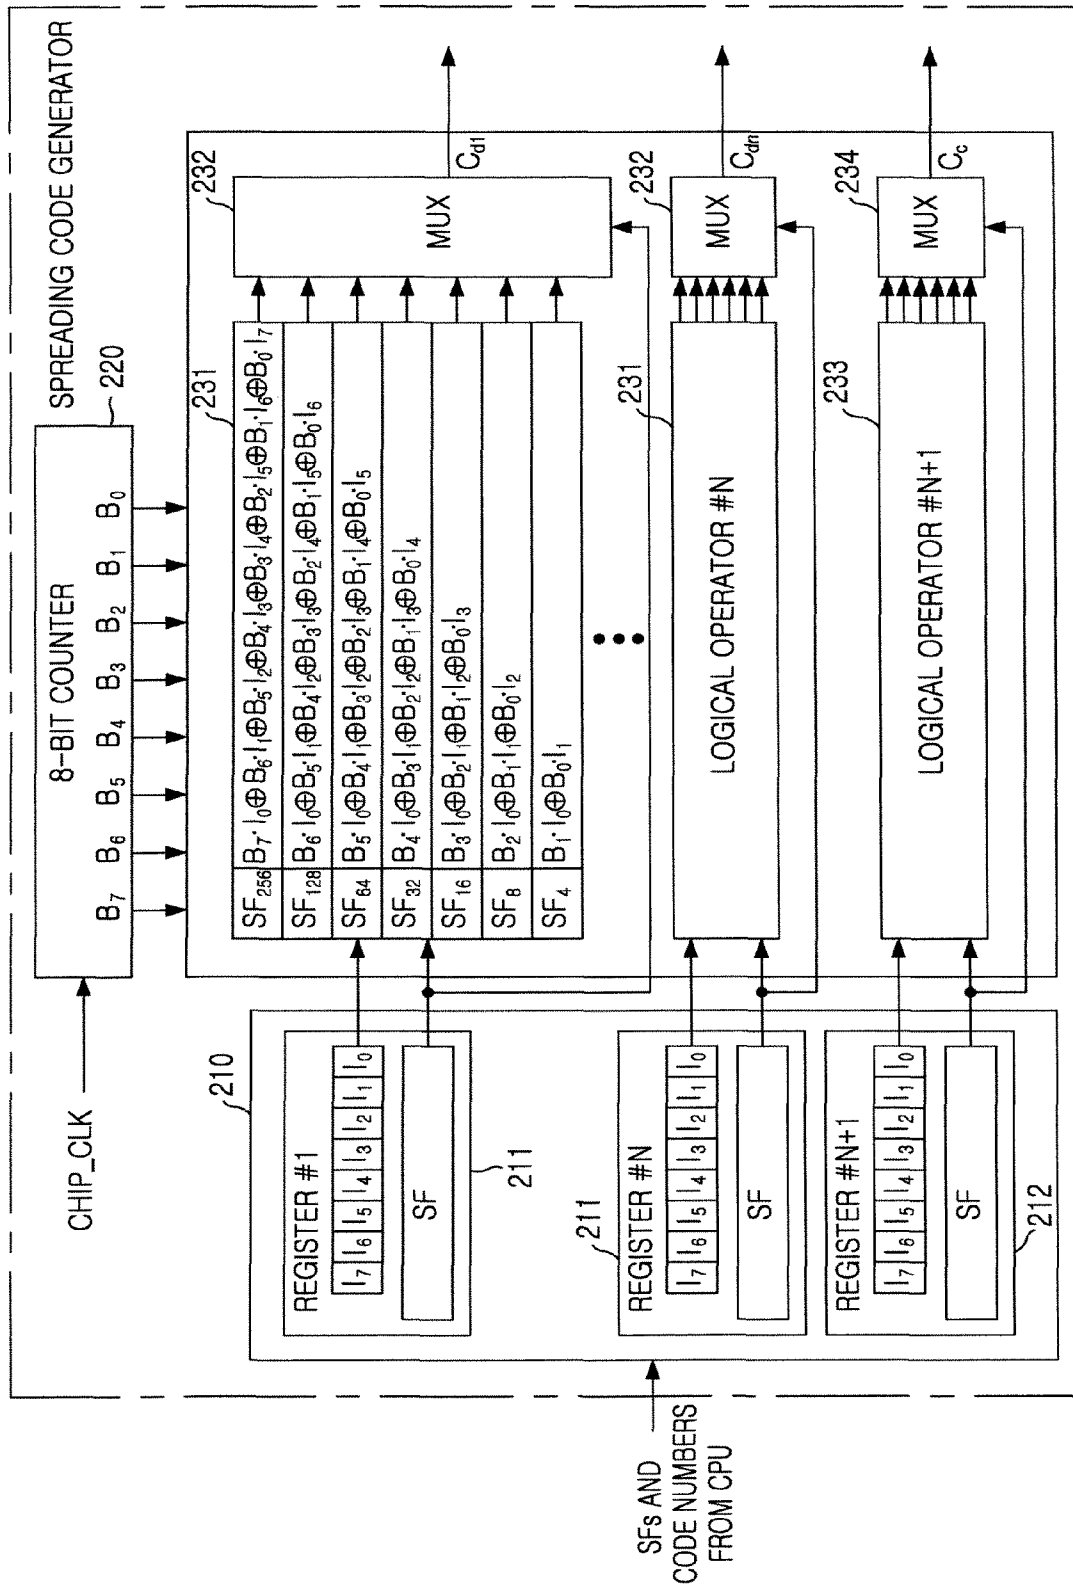 SPREADING CODE GENERATOR
CHIP_CLK
8-BIT COUNTER
220
B₇ B₆ B₅ B₄ B₃ B₂ B₁ B₀
210
REGISTER #1
I₇ I₆ I₅ I₄ I₃ I₂ I₁ I₀
SF
211
231
SF₂₅₆ B₇·I₀⊕B₆·I₁⊕B₅·I₂⊕B₄·I₃⊕B₃·I₄⊕B₂·I₅⊕B₁·I₆⊕B₀·I₇
SF₁₂₈ B₆·I₀⊕B₅·I₁⊕B₄·I₂⊕B₃·I₃⊕B₂·I₄⊕B₁·I₅⊕B₀·I₆
SF₆₄ B₅·I₀⊕B₄·I₁⊕B₃·I₂⊕B₂·I₃⊕B₁·I₄⊕B₀·I₅
SF₃₂ B₄·I₀⊕B₃·I₁⊕B₂·I₂⊕B₁·I₃⊕B₀·I₄
SF₁₆ B₃·I₀⊕B₂·I₁⊕B₁·I₂⊕B₀·I₃
SF₈ B₂·I₀⊕B₁·I₁⊕B₀·I₂
SF₄ B₁·I₀⊕B₀·I₁
232
MUX
C_d1
211
REGISTER #N
I₇ I₆ I₅ I₄ I₃ I₂ I₁ I₀
SF
231
LOGICAL OPERATOR #N
232
MUX
C_dn
REGISTER #N+1
I₇ I₆ I₅ I₄ I₃ I₂ I₁ I₀
SF
212
233
LOGICAL OPERATOR #N+1
234
MUX
C_c
SFs AND
CODE NUMBERS
FROM CPU